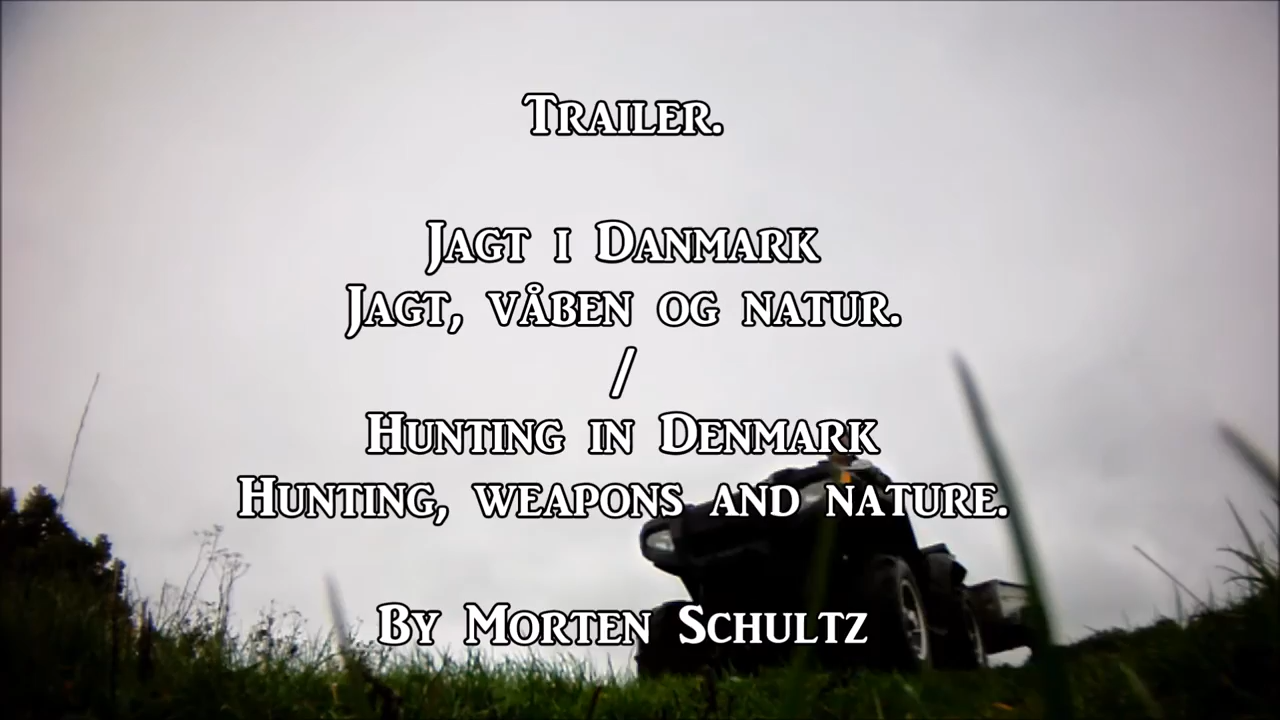 Trailer.
Jagt i Danmark
Jagt, våben og natur.
/
Hunting in Denmark
Hunting, weapons and nature.
By Morten Schultz